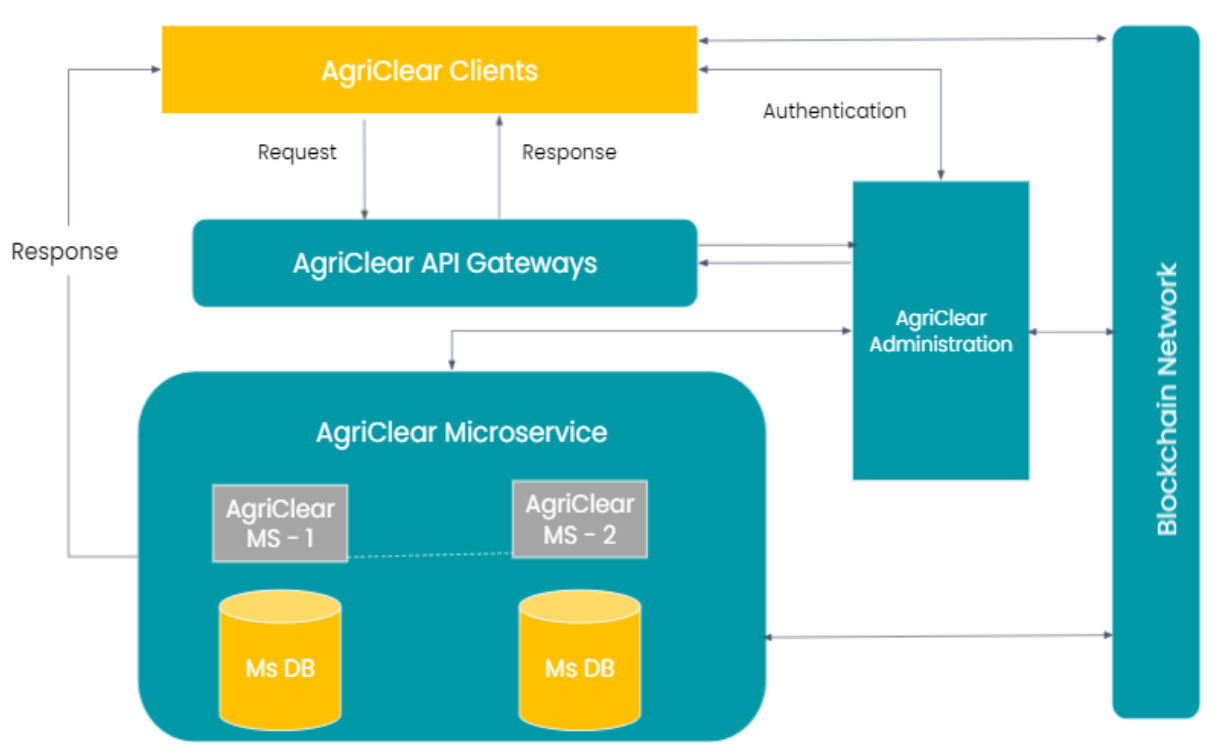 AgriClear Clients
Authentication
Request
Response
Response
AgriClear API Gateways
AgriClear
Administration
Blockchain Network
AgriClear Microservice
AgriClear
MS - 1
AgriClear
MS - 2
Ms DB
Ms DB